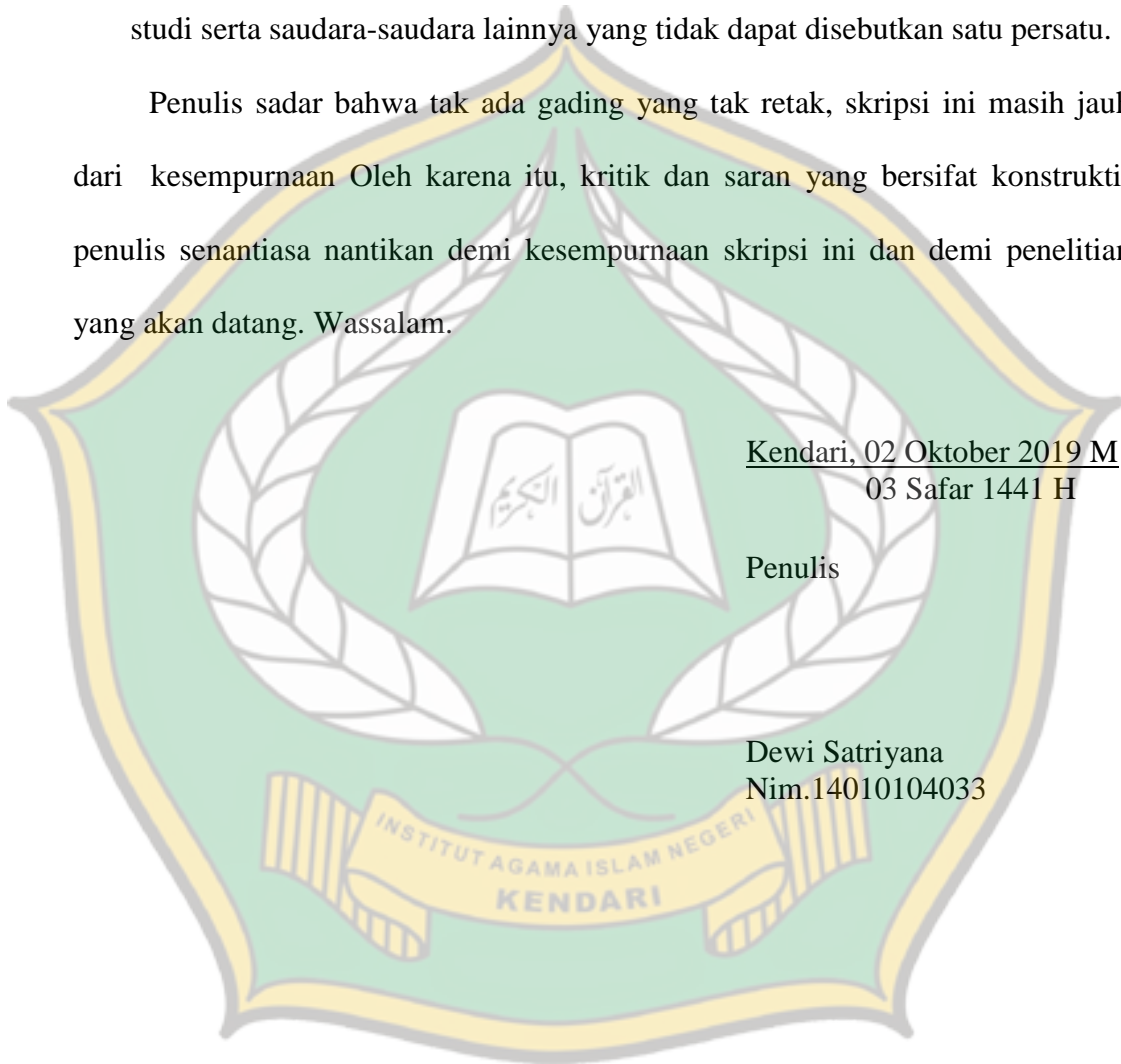 studi serta saudara-saudara lainnya yang tidak dapat disebutkan satu persatu.
Penulis sadar bahwa tak ada gading yang tak retak, skripsi ini masih jauh
dari kesempurnaan Oleh karena itu, kritik dan saran yang bersifat konstrukti
penulis senantiasa nantikan demi kesempurnaan skripsi ini dan demi penelitian
yang akan datang. Wassalam.
Kendari, 02 Oktober 2019 M
03 Safar 1441 H
القرآن الكريم
Penulis
Dewi Satriyana
Nim.14010104033
INSTITUT AGAMA ISLAM NEGERI
KENDARI